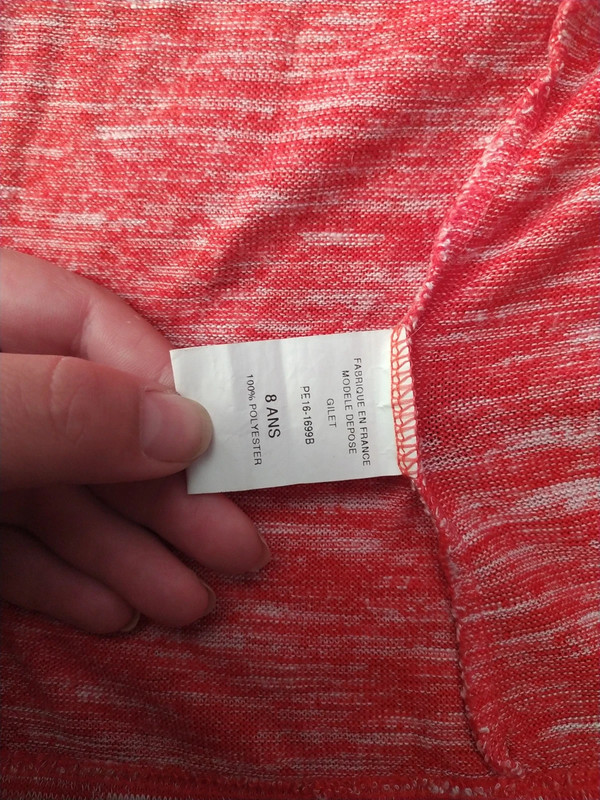 FABRIQUE EN FRANCE
MODELE DEPOSE
GILET
PE16-1699B
8 ANS
100% POLYESTER